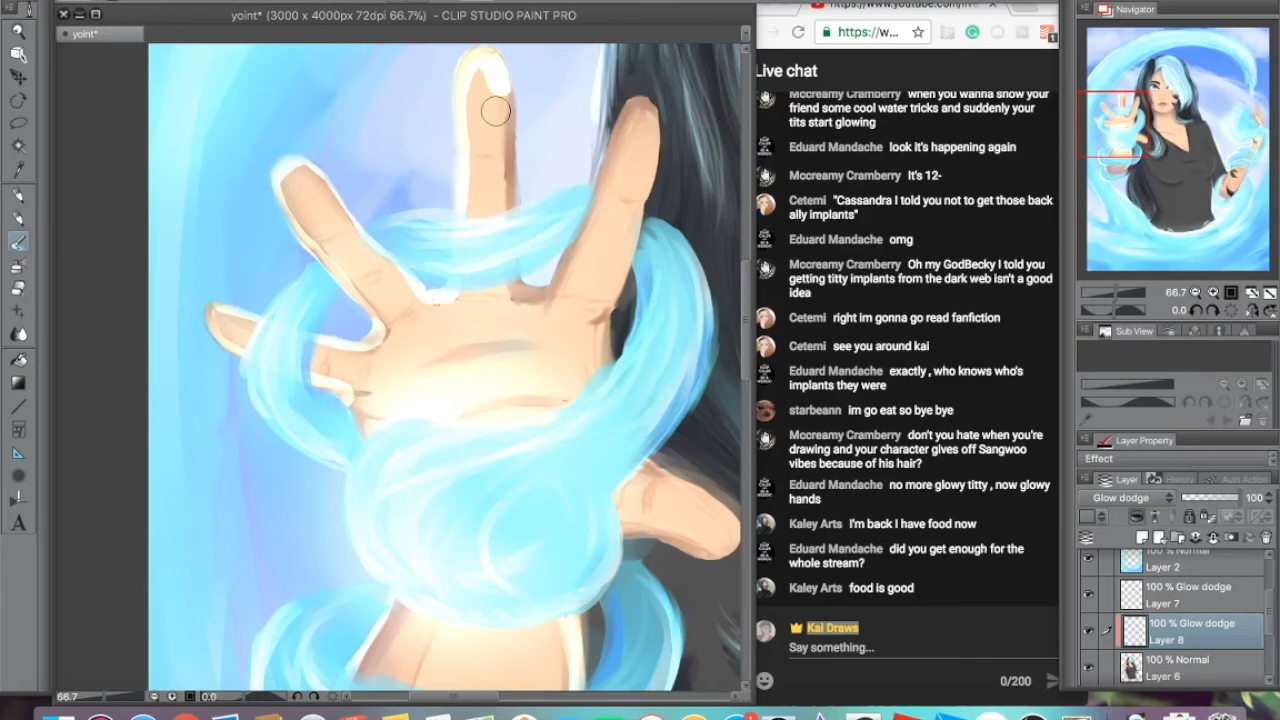 yoint* (3000 x 4000px 72dpi 66.7%) - CLIP STUDIO PAINT PRO
yoint*
https://www.youtube.com/live
https://w...
1
Live chat
Mccreamy Cramberry when you wanna show your
friend some cool water tricks and suddenly your
tits start glowing
Eduard Mandache look it's happening again
Mccreamy Cramberry It's 12-
Cetemi "Cassandra I told you not to get those back
ally implants"
Eduard Mandache omg
Mccreamy Cramberry Oh my GodBecky I told you
getting titty implants from the dark web isn't a good
idea
Cetemi right im gonna go read fanfiction
Cetemi see you around kai
Eduard Mandache exactly , who knows who's
implants they were
starbeann im go eat so bye bye
Mccreamy Cramberry don't you hate when you're
drawing and your character gives off Sangwoo
vibes because of his hair?
Eduard Mandache no more glowy titty , now glowy
hands
Kaley Arts I'm back I have food now
Eduard Mandache did you get enough for the
whole stream?
Kaley Arts food is good
Kai Draws
Say something...
0/200
Navigator
66.7
0.0
Sub View
Layer Property
Effect
Layer History Auto Action
Glow dodge 100
100 % Normal
Layer 2
100 % Glow dodge
Layer 7
100 % Glow dodge
Layer 8
100 % Normal
Layer 6
66.7 0.0